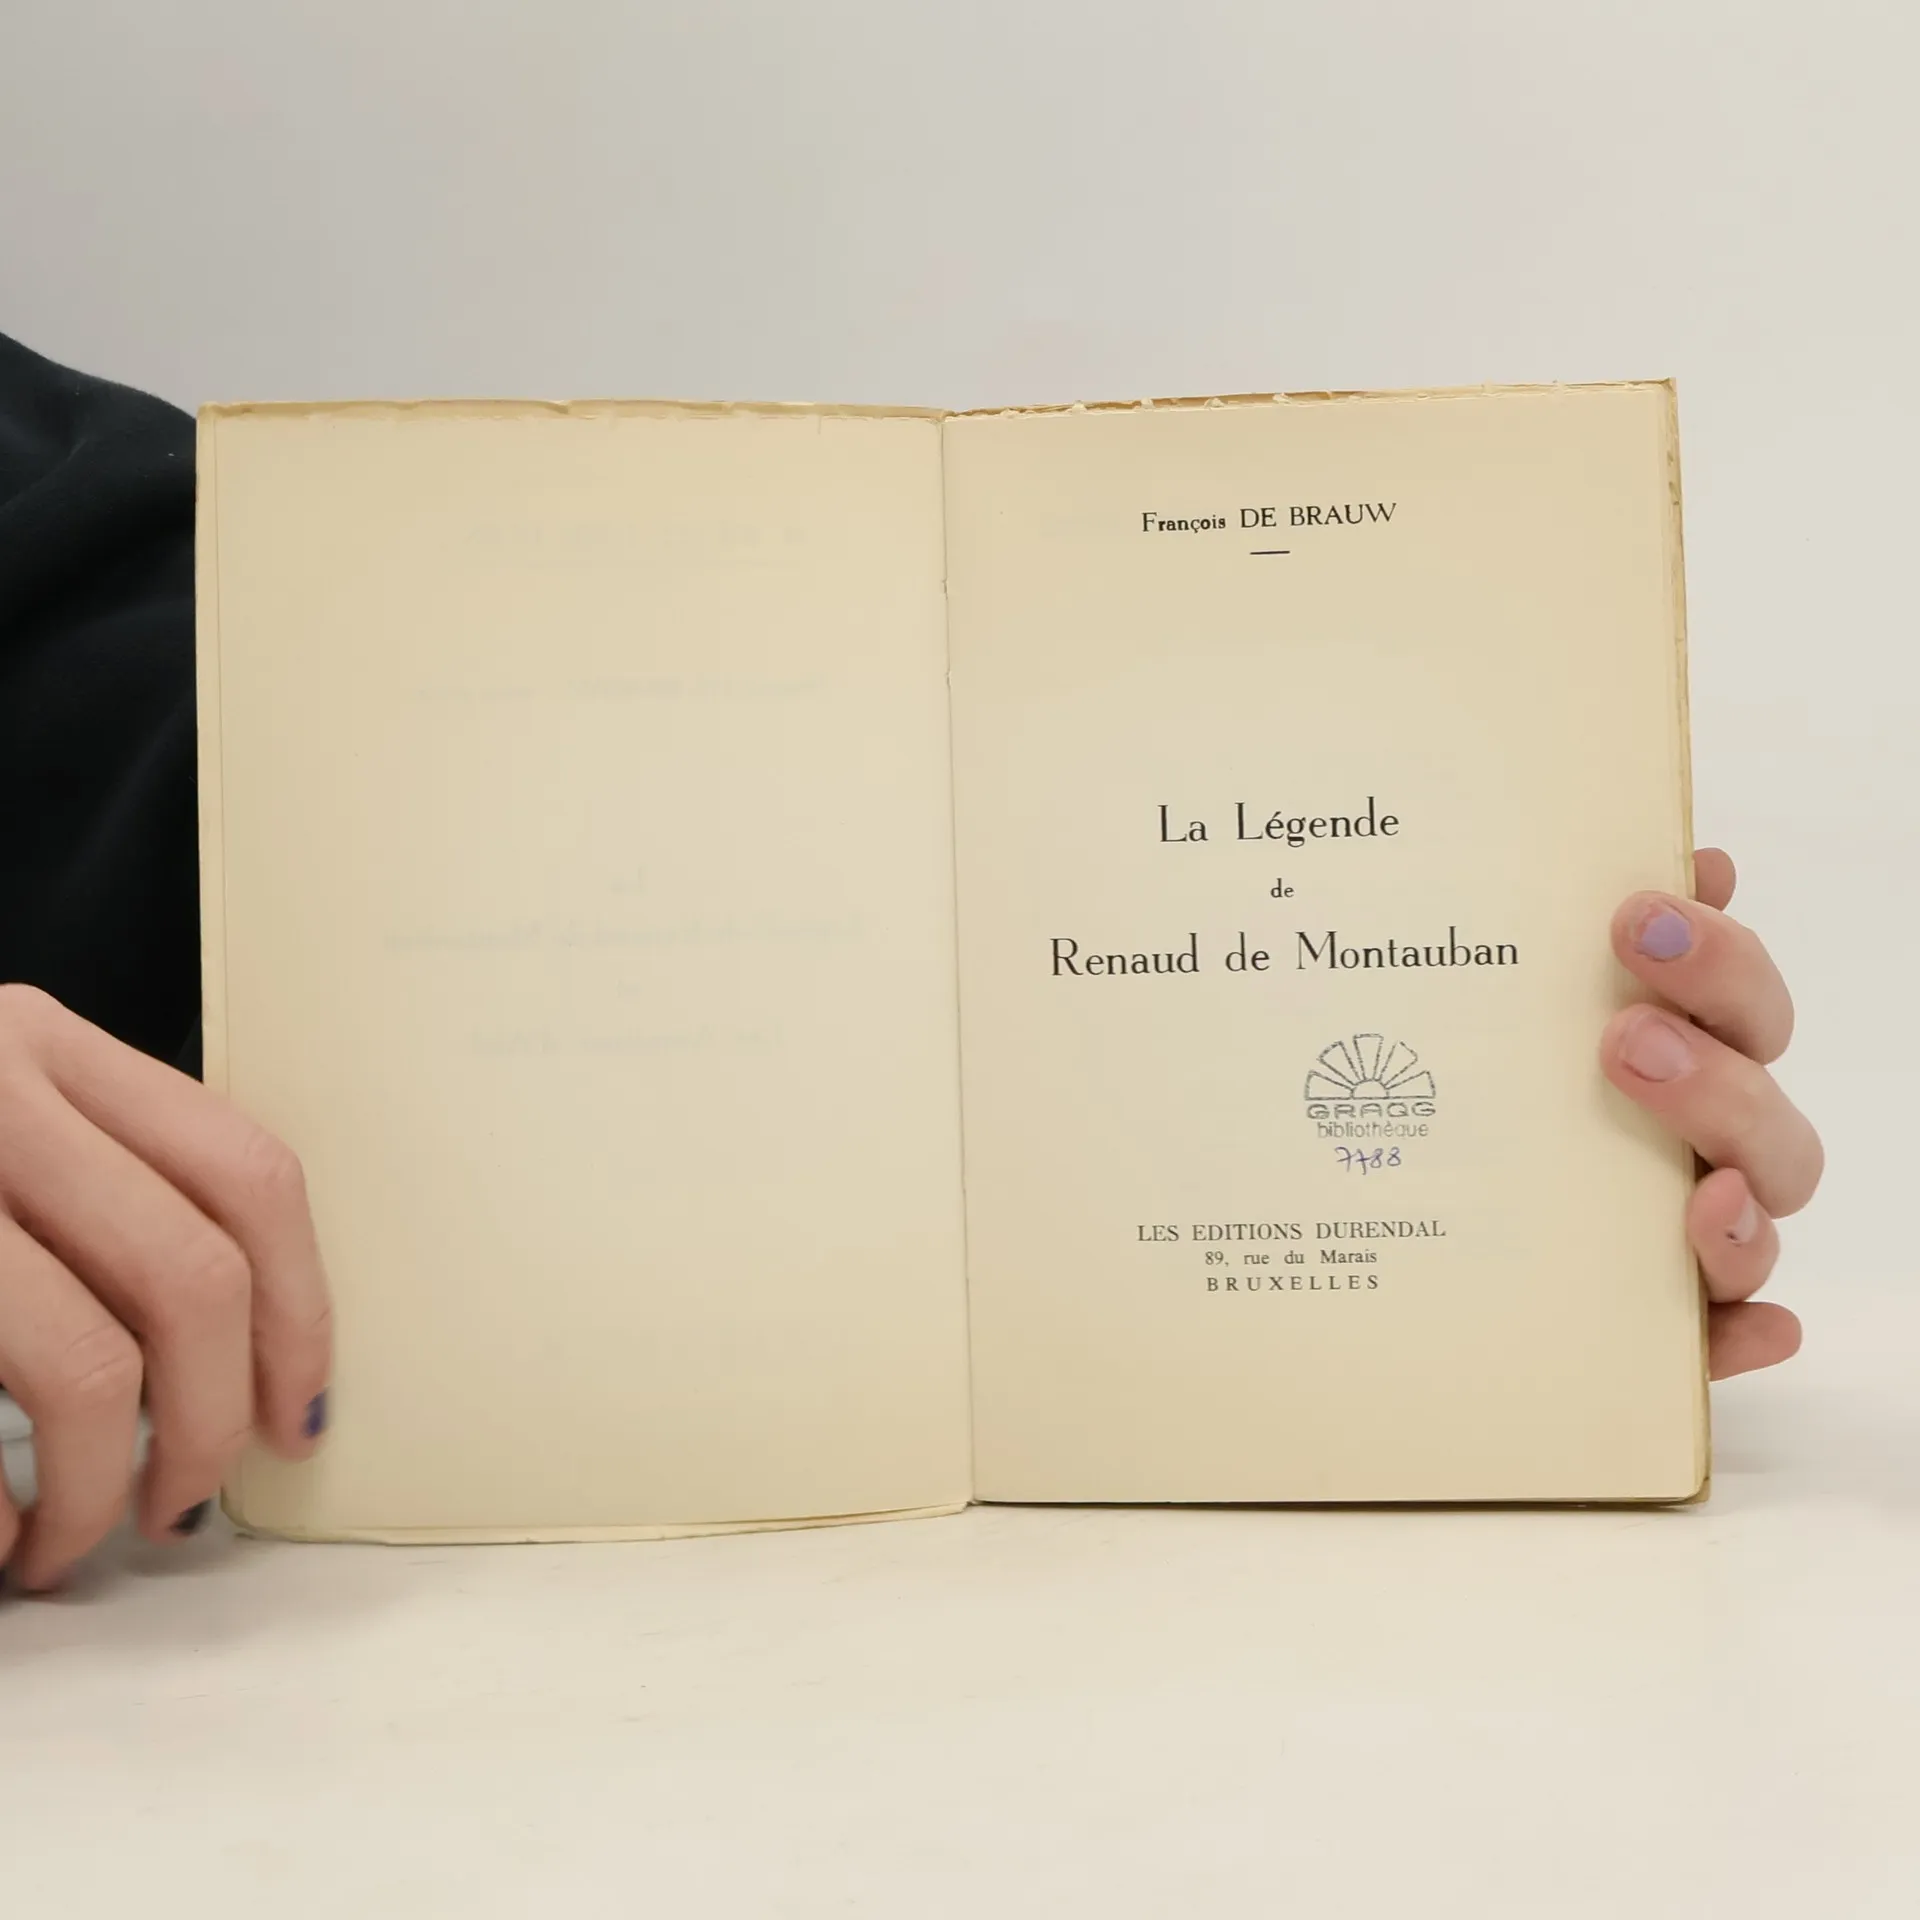 François DE BRAUW
La Légende
de
Renaud de Montauban
GRAQG
bibliothèque
7788
LES EDITIONS DURENDAL
89, rue du Marais
BRUXELLES